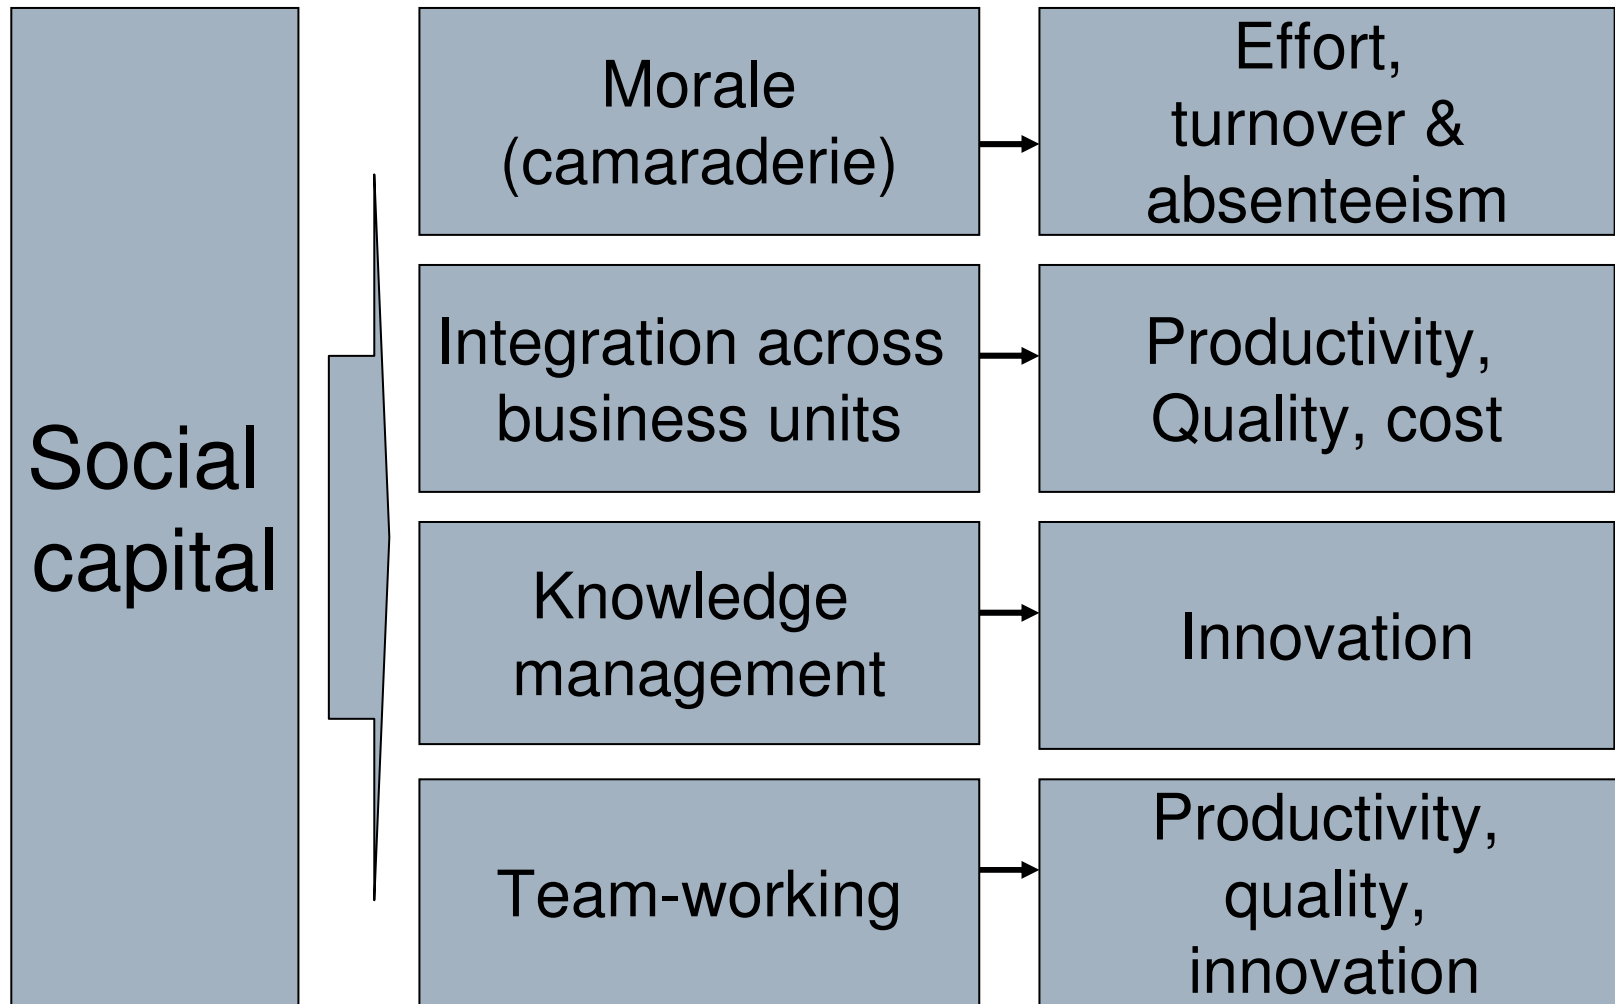 Social
capital
Morale
(camaraderie)
Effort,
turnover &
absenteeism
Integration across
business units
Productivity,
Quality, cost
Knowledge
management
Innovation
Team-working
Productivity,
quality,
innovation